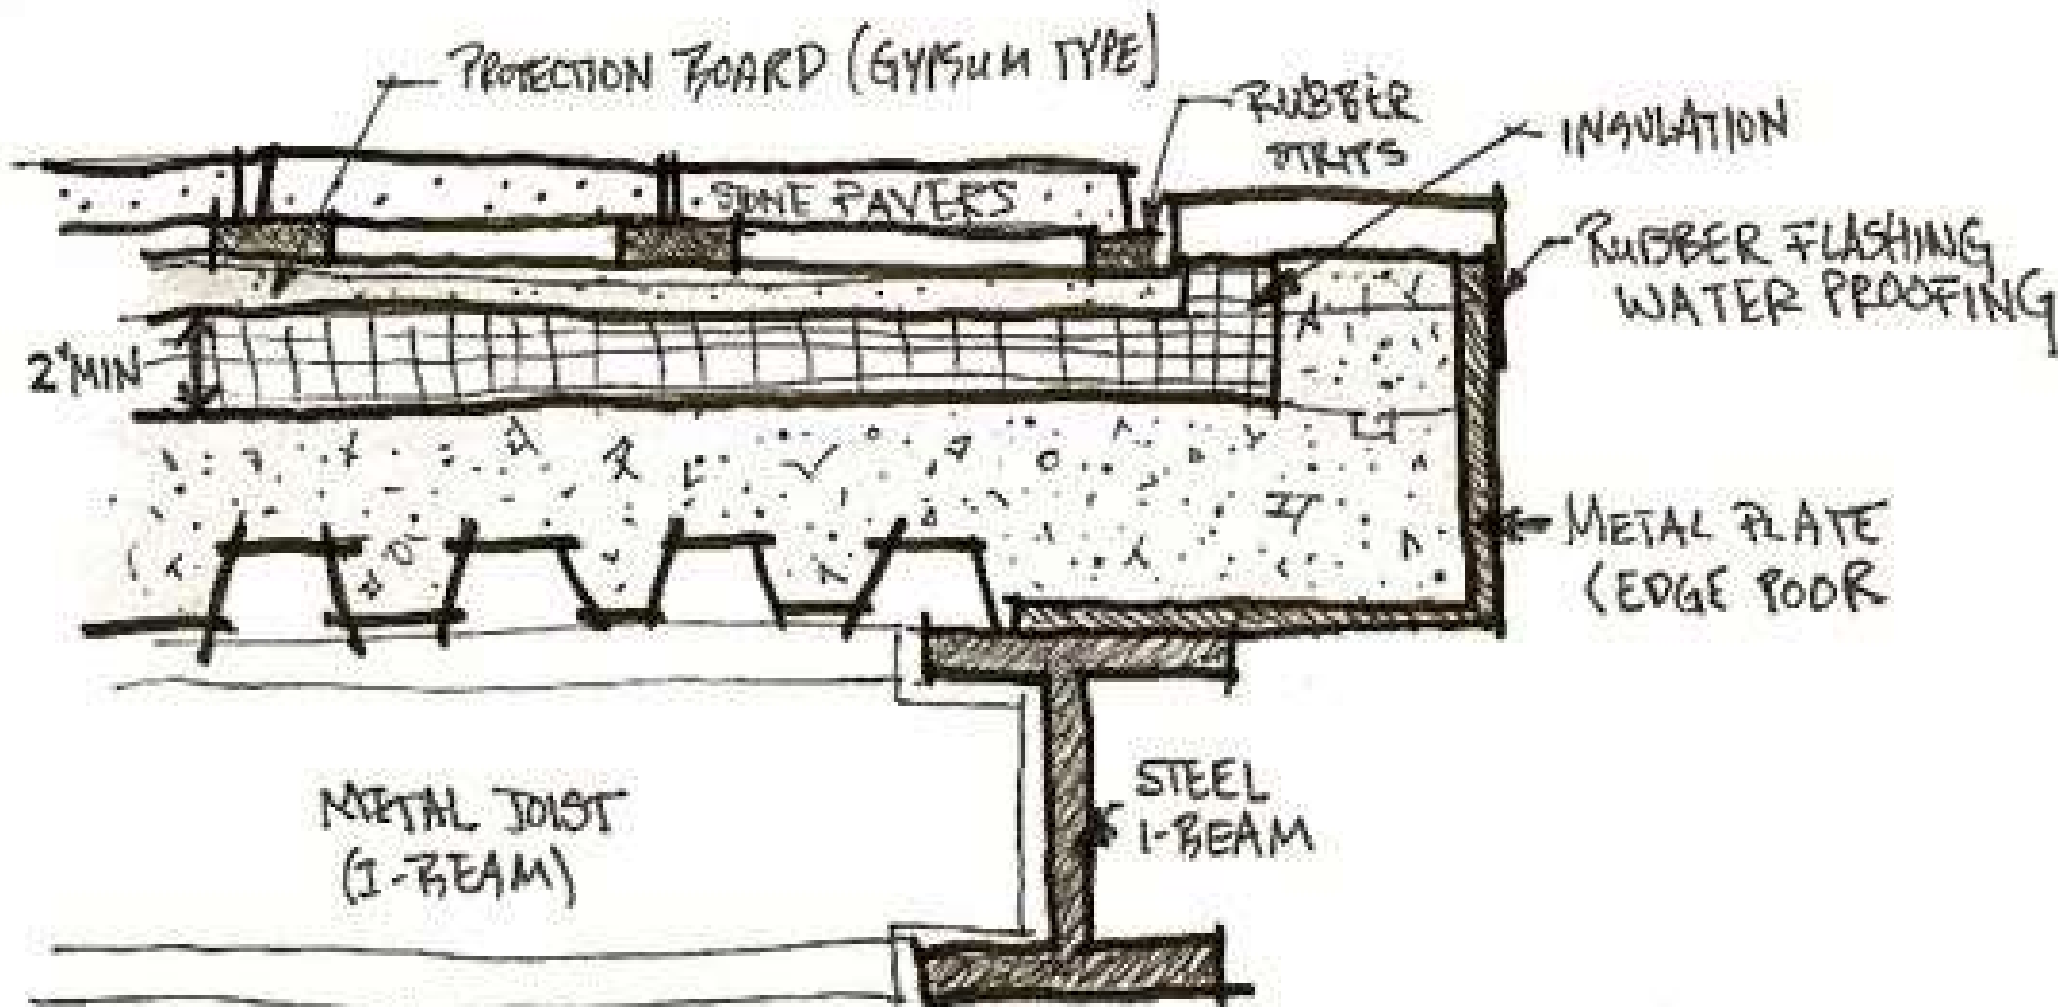 PROTECTION BOARD (GYPSUM TYPE)
RUBBER
STRIPS
INSULATION
STONE PAVERS
RUBBER FLASHING
WATER PROOFING
2" MIN
METAL PLATE
(EDGE POOR
METAL JOIST
(I-BEAM)
STEEL
I-BEAM